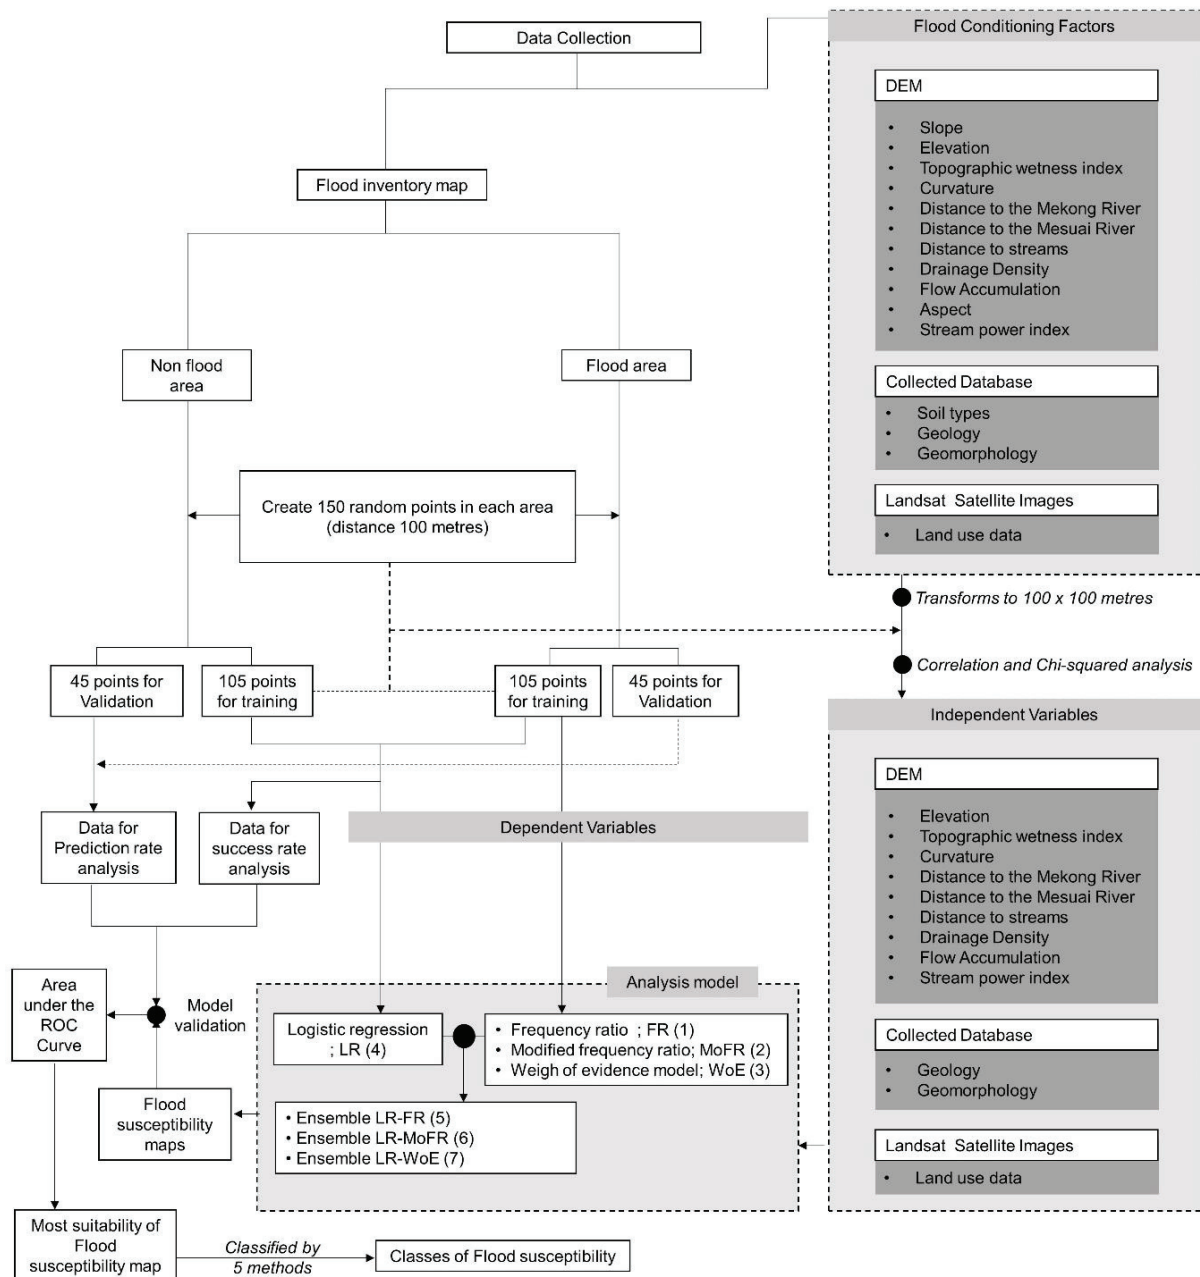 Data Collection
Flood inventory map
Non flood
area
Flood area
Create 150 random points in each area
(distance 100 metres)
45 points for
Validation
105 points
for training
105 points
for training
45 points for
Validation
Data for
Prediction rate
analysis
Data for
success rate
analysis
Dependent Variables
Area
under the
ROC
Curve
Model
validation
Flood
susceptibility
maps
Analysis model
Logistic regression
; LR (4)
• Frequency ratio ; FR (1)
• Modified frequency ratio; MoFR (2)
• Weigh of evidence model; WoE (3)
• Ensemble LR-FR (5)
• Ensemble LR-MoFR (6)
• Ensemble LR-WoE (7)
Most suitability of
Flood
susceptibility map
Classified by
5 methods
Classes of Flood susceptibility
Flood Conditioning Factors
DEM
• Slope
• Elevation
• Topographic wetness index
• Curvature
• Distance to the Mekong River
• Distance to the Mesuai River
• Distance to streams
• Drainage Density
• Flow Accumulation
• Aspect
• Stream power index
Collected Database
• Soil types
• Geology
• Geomorphology
Landsat Satellite Images
• Land use data
Transforms to 100 x 100 metres
Correlation and Chi-squared analysis
Independent Variables
DEM
• Elevation
• Topographic wetness index
• Curvature
• Distance to the Mekong River
• Distance to the Mesuai River
• Distance to streams
• Drainage Density
• Flow Accumulation
• Stream power index
Collected Database
• Geology
• Geomorphology
Landsat Satellite Images
• Land use data